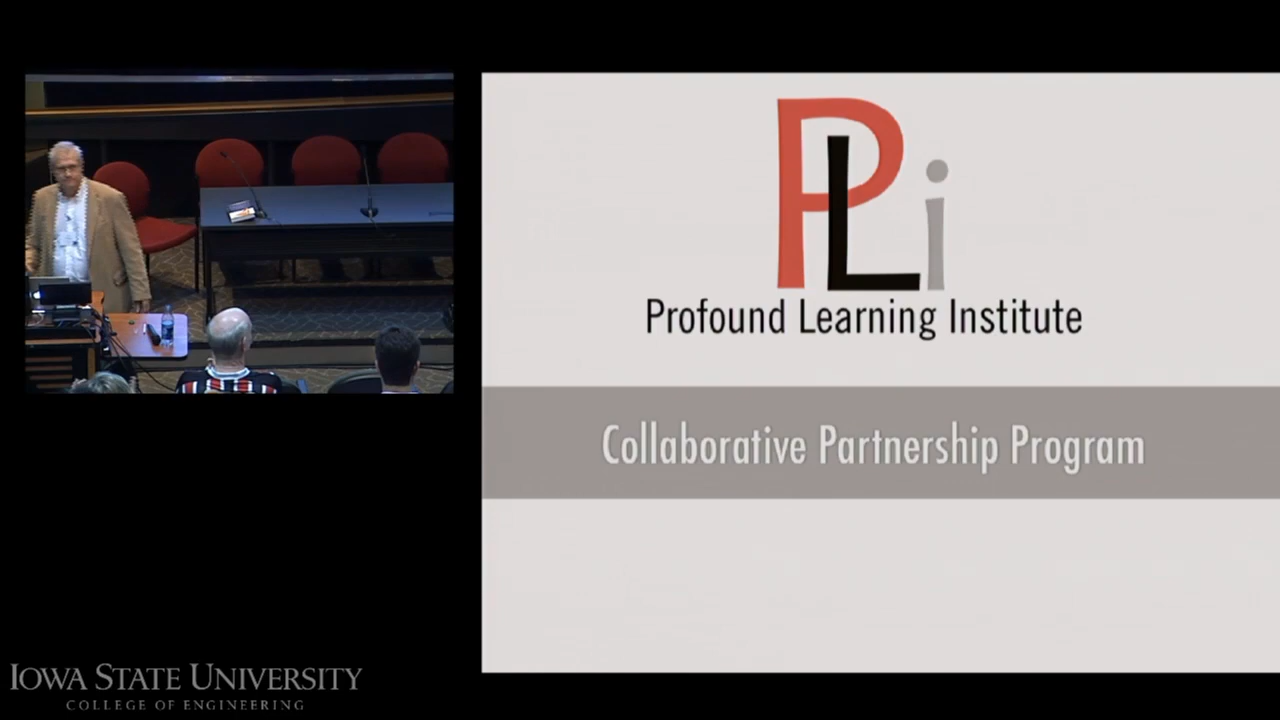 PLi
Profound Learning Institute
Collaborative Partnership Program
IOWA STATE UNIVERSITY
COLLEGE OF ENGINEERING